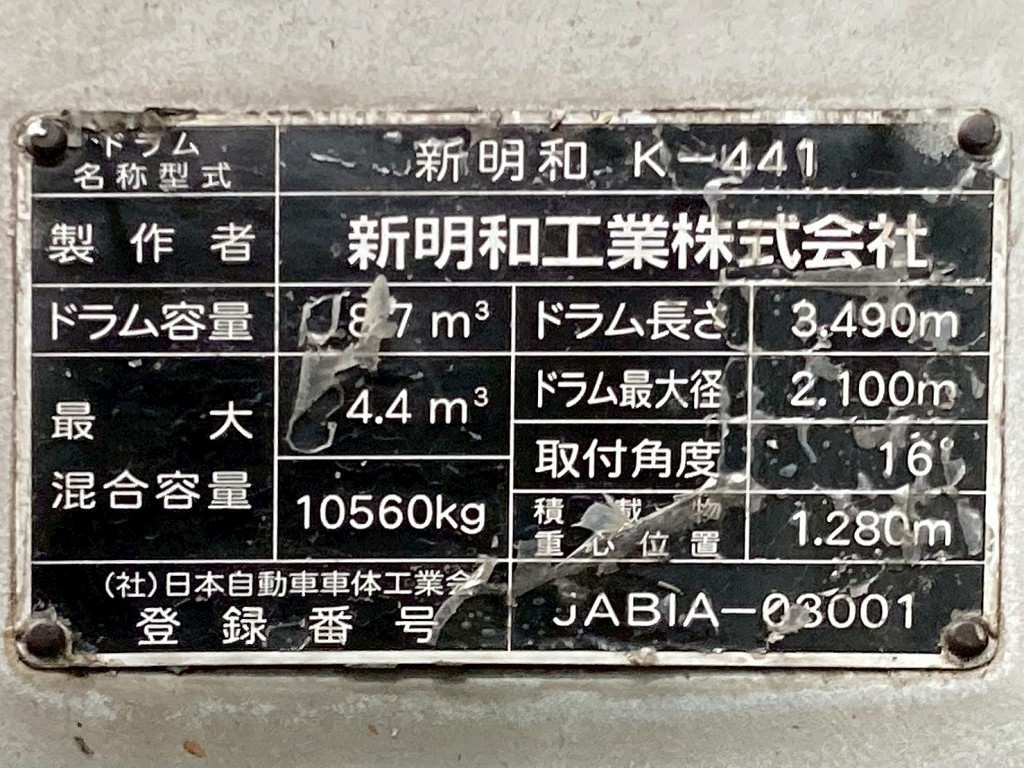 ドラム
名称型式
新明和 K-441
製作者
新明和工業株式会社
ドラム容量
8.7 m³
ドラム長さ
3.490m
最大
混合容量
4.4 m³
10560kg
ドラム最大径
2.100m
取付角度
16°
積載物
重心位置
1.280m
(社)日本自動車車体工業会
登録番号
JABIA-03001